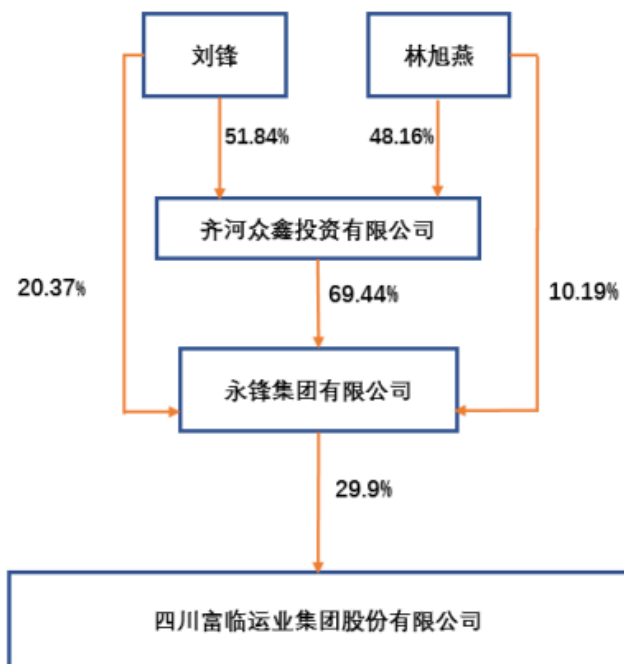 刘锋
林旭燕
51.84%
48.16%
齐河众鑫投资有限公司
20.37%
69.44%
10.19%
永锋集团有限公司
29.9%
四川富临运业集团股份有限公司